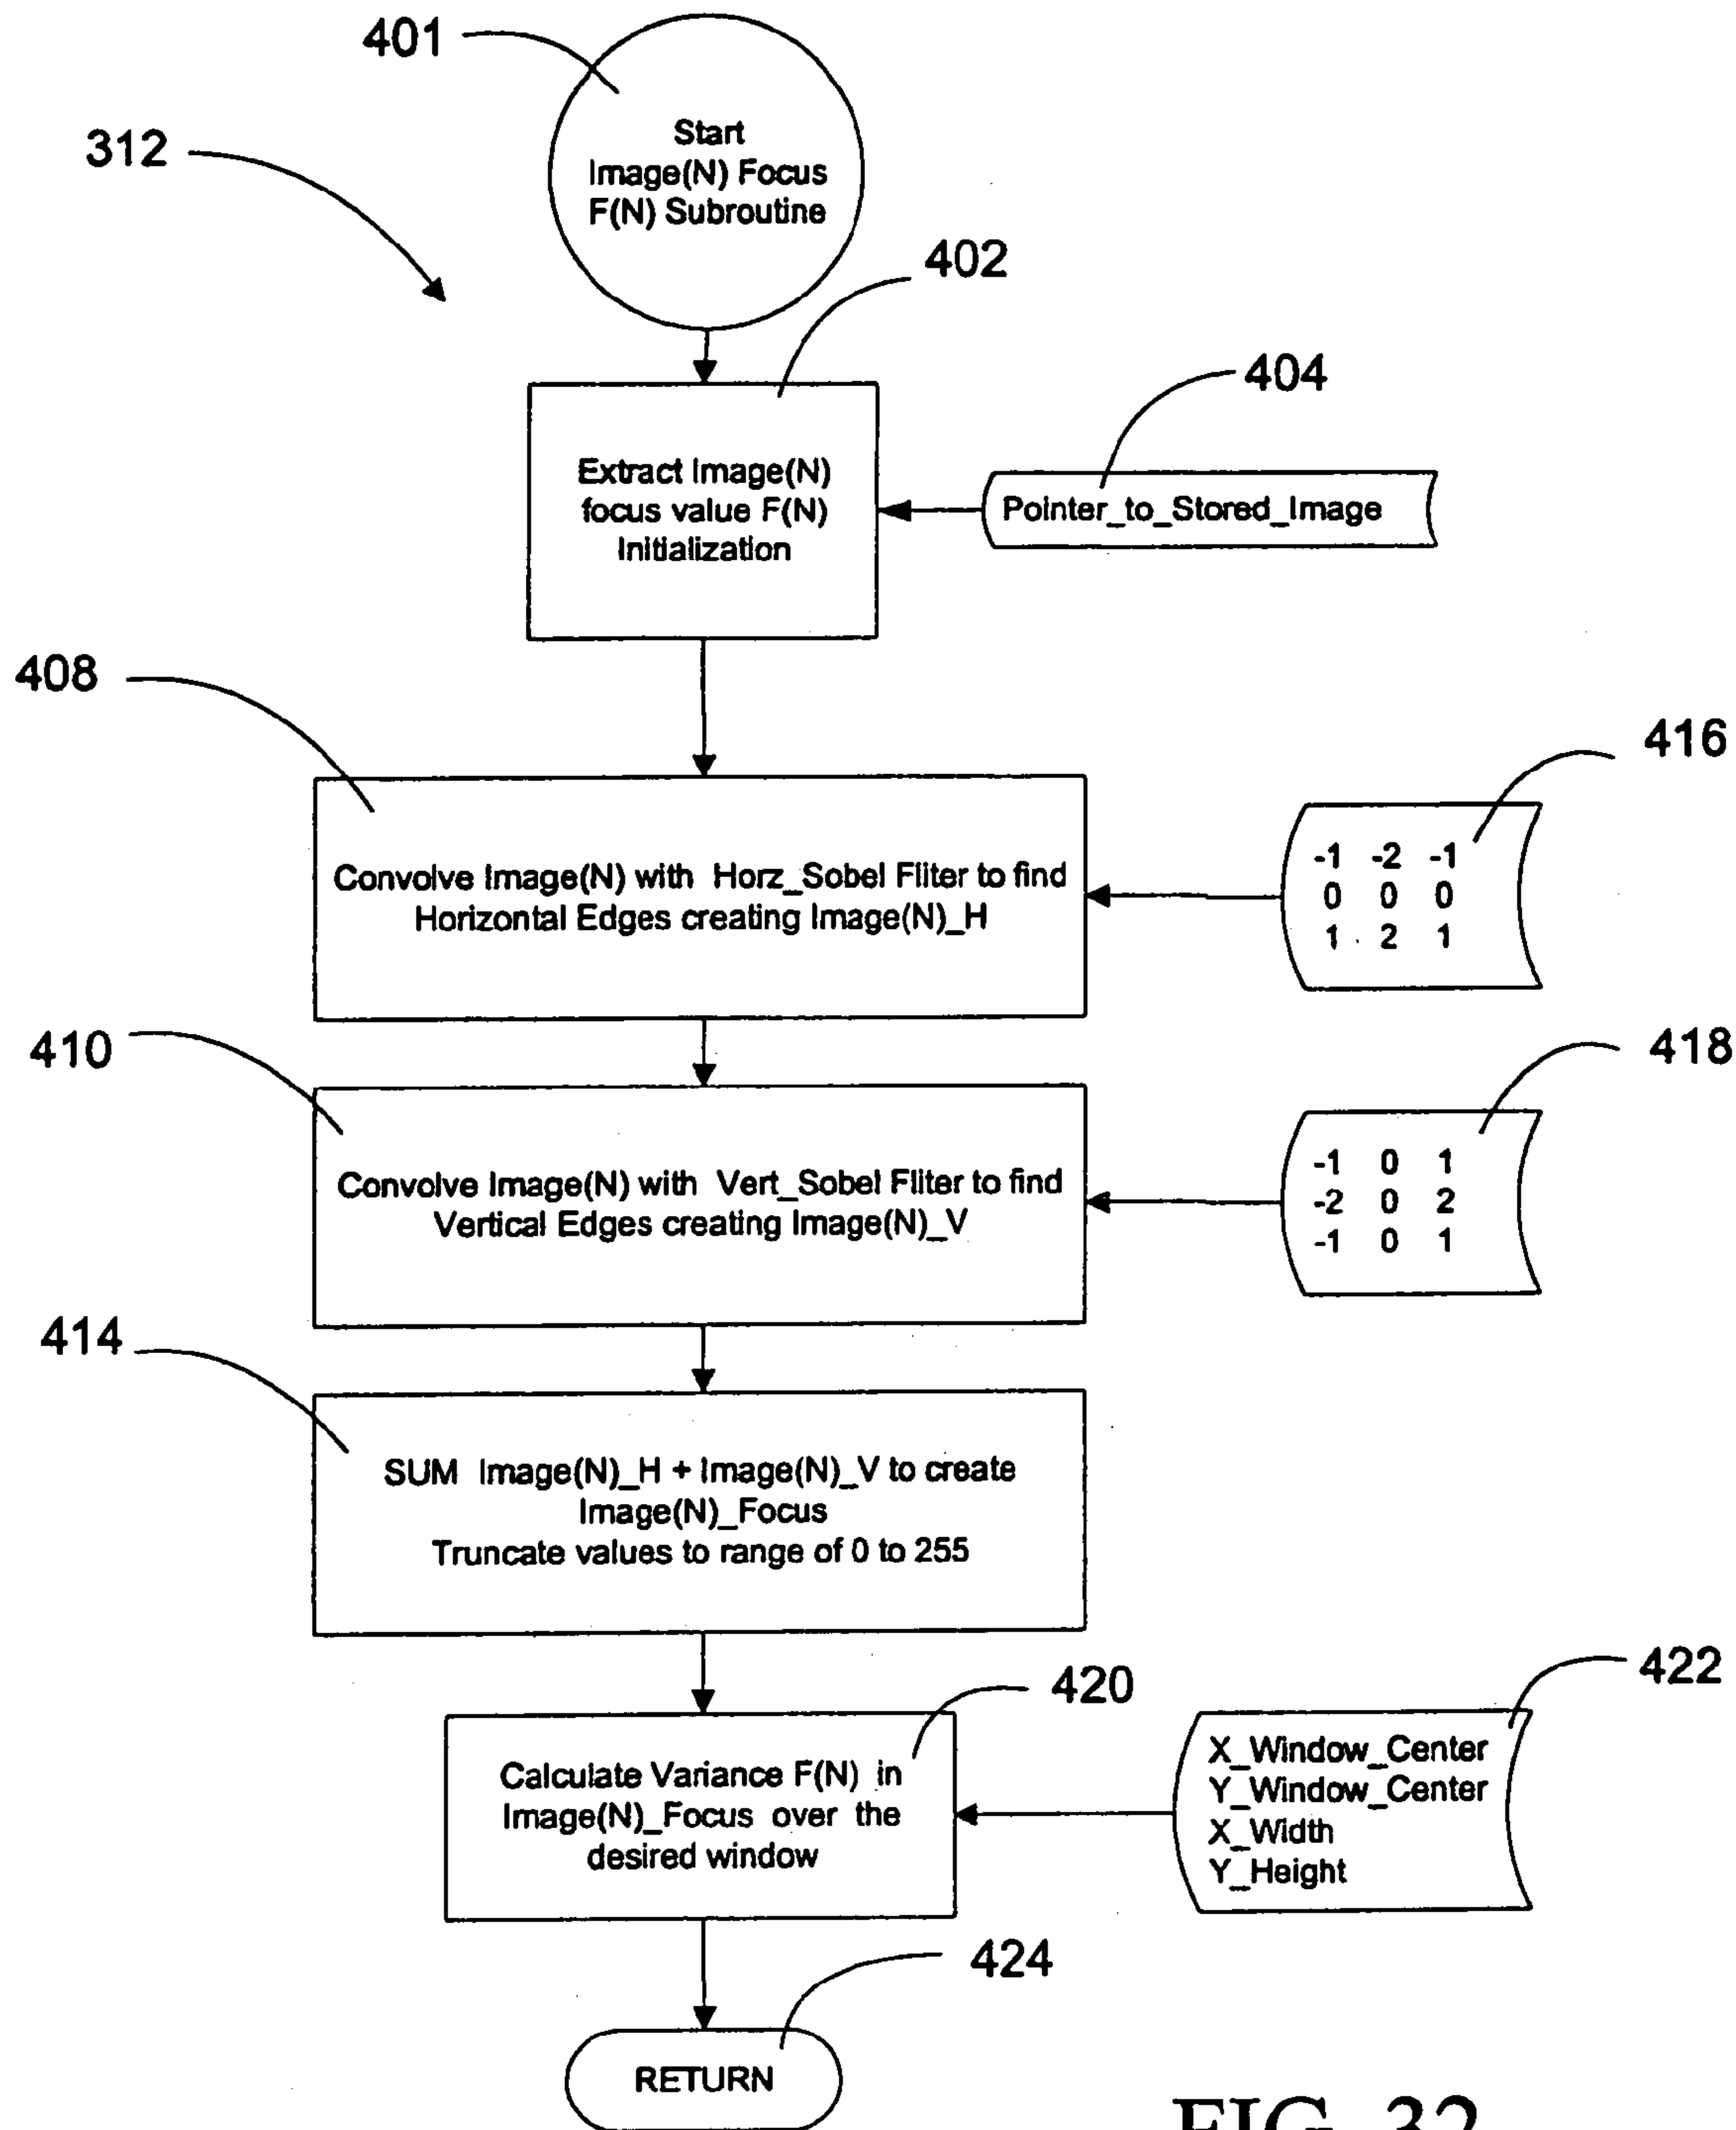 401
Start
Image(N) Focus
F(N) Subroutine
312
402
404
Extract Image(N)
focus value F(N)
Initialization
Pointer_to_Stored_Image
408
416
Convolve Image(N) with Horz_Sobel Filter to find
Horizontal Edges creating Image(N)_H
-1 -2 -1
0 0 0
1 2 1
410
418
Convolve Image(N) with Vert_Sobel Filter to find
Vertical Edges creating Image(N)_V
-1 0 1
-2 0 2
-1 0 1
414
SUM Image(N)_H + Image(N)_V to create
Image(N)_Focus
Truncate values to range of 0 to 255
420
422
Calculate Variance F(N) in
Image(N)_Focus over the
desired window
X_Window_Center
Y_Window_Center
X_Width
Y_Height
424
RETURN
FIG. 32